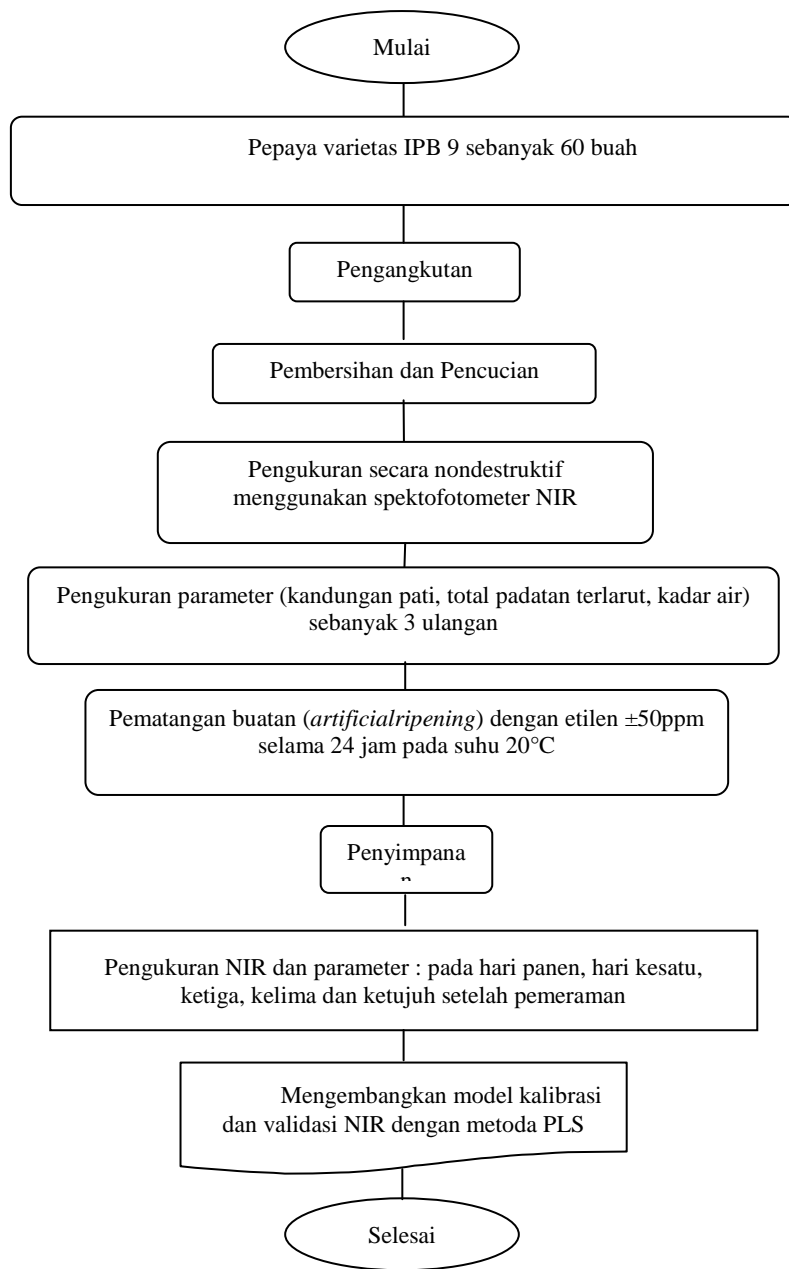 Mulai
Pepaya varietas IPB 9 sebanyak 60 buah
Pengangkutan
Pembersihan dan Pencucian
Pengukuran secara nondestruktif
menggunakan spektofotometer NIR
Pengukuran parameter (kandungan pati, total padatan terlarut, kadar air)
sebanyak 3 ulangan
Pematangan buatan (artificialripening) dengan etilen ±50ppm
selama 24 jam pada suhu 20°C
Penyimpana
n
Pengukuran NIR dan parameter : pada hari panen, hari kesatu,
ketiga, kelima dan ketujuh setelah pemeraman
Mengembangkan model kalibrasi
dan validasi NIR dengan metoda PLS
Selesai